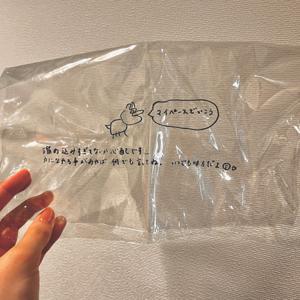 マイペースでいこう
溜め込みすぎてないか心配です…
力になれる事があれば 何でも言ってね。 いつでも味方だよ